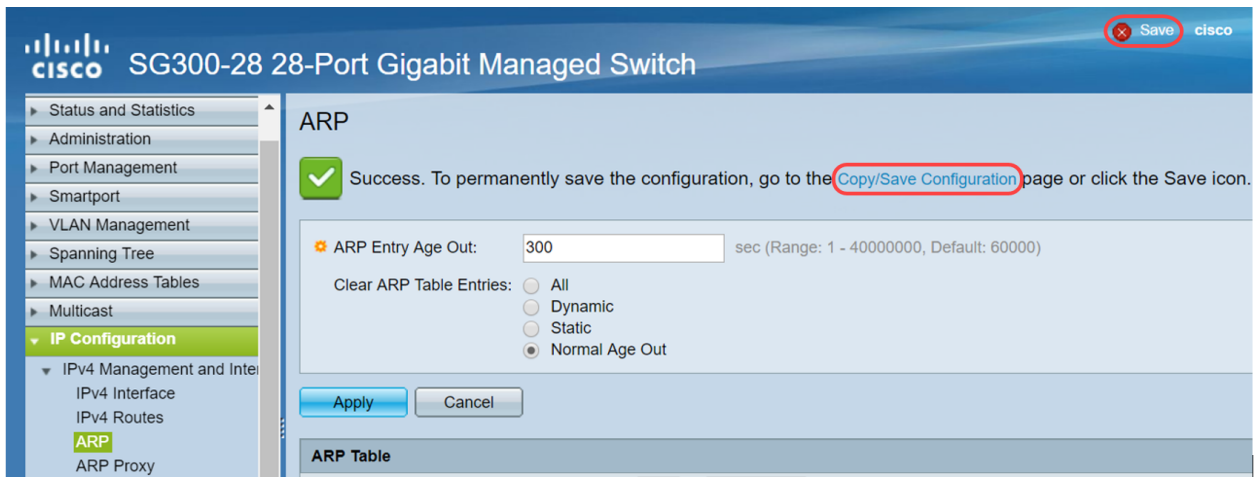 Save cisco
CISCO SG300-28 28-Port Gigabit Managed Switch
Status and Statistics
Administration
Port Management
Smartport
VLAN Management
Spanning Tree
MAC Address Tables
Multicast
IP Configuration
IPv4 Management and Inter
IPv4 Interface
IPv4 Routes
ARP
ARP Proxy
ARP
Success. To permanently save the configuration, go to the Copy/Save Configuration page or click the Save icon.
ARP Entry Age Out: 300 sec (Range: 1 - 40000000, Default: 60000)
Clear ARP Table Entries: All
Dynamic
Static
Normal Age Out
Apply Cancel
ARP Table